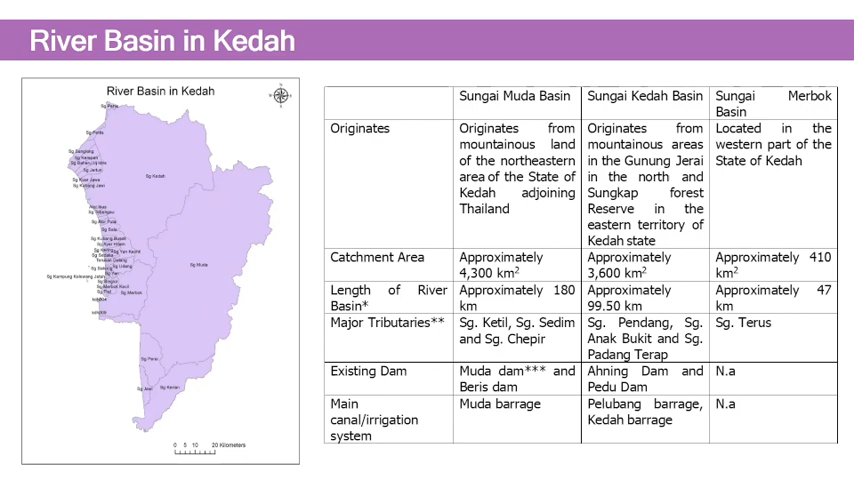 River Basin in Kedah
River Basin in Kedah
Sg Perlis
Sg Kedah
Sg Muda
Sg Merbok
Sg Perai
Sg Jawi
Sg Kerian
0 5 10 20 Kilometers
Sungai Muda Basin
Sungai Kedah Basin
Sungai Merbok
Basin
Originates
Originates from
mountainous land
of the northeastern
area of the State of
Kedah adjoining
Thailand
Originates from
mountainous areas
in the Gunung Jerai
in the north and
Sungkap forest
Reserve in the
eastern territory of
Kedah state
Located in the
western part of the
State of Kedah
Catchment Area
Approximately
4,300 km²
Approximately
3,600 km²
Approximately 410
km²
Length of River
Basin*
Approximately 180
km
Approximately
99.50 km
Approximately 47
km
Major Tributaries**
Sg. Ketil, Sg. Sedim
and Sg. Chepir
Sg. Pendang, Sg.
Anak Bukit and Sg.
Padang Terap
Sg. Terus
Existing Dam
Muda dam*** and
Beris dam
Ahning Dam and
Pedu Dam
N.a
Main
canal/irrigation
system
Muda barrage
Pelubang barrage,
Kedah barrage
N.a